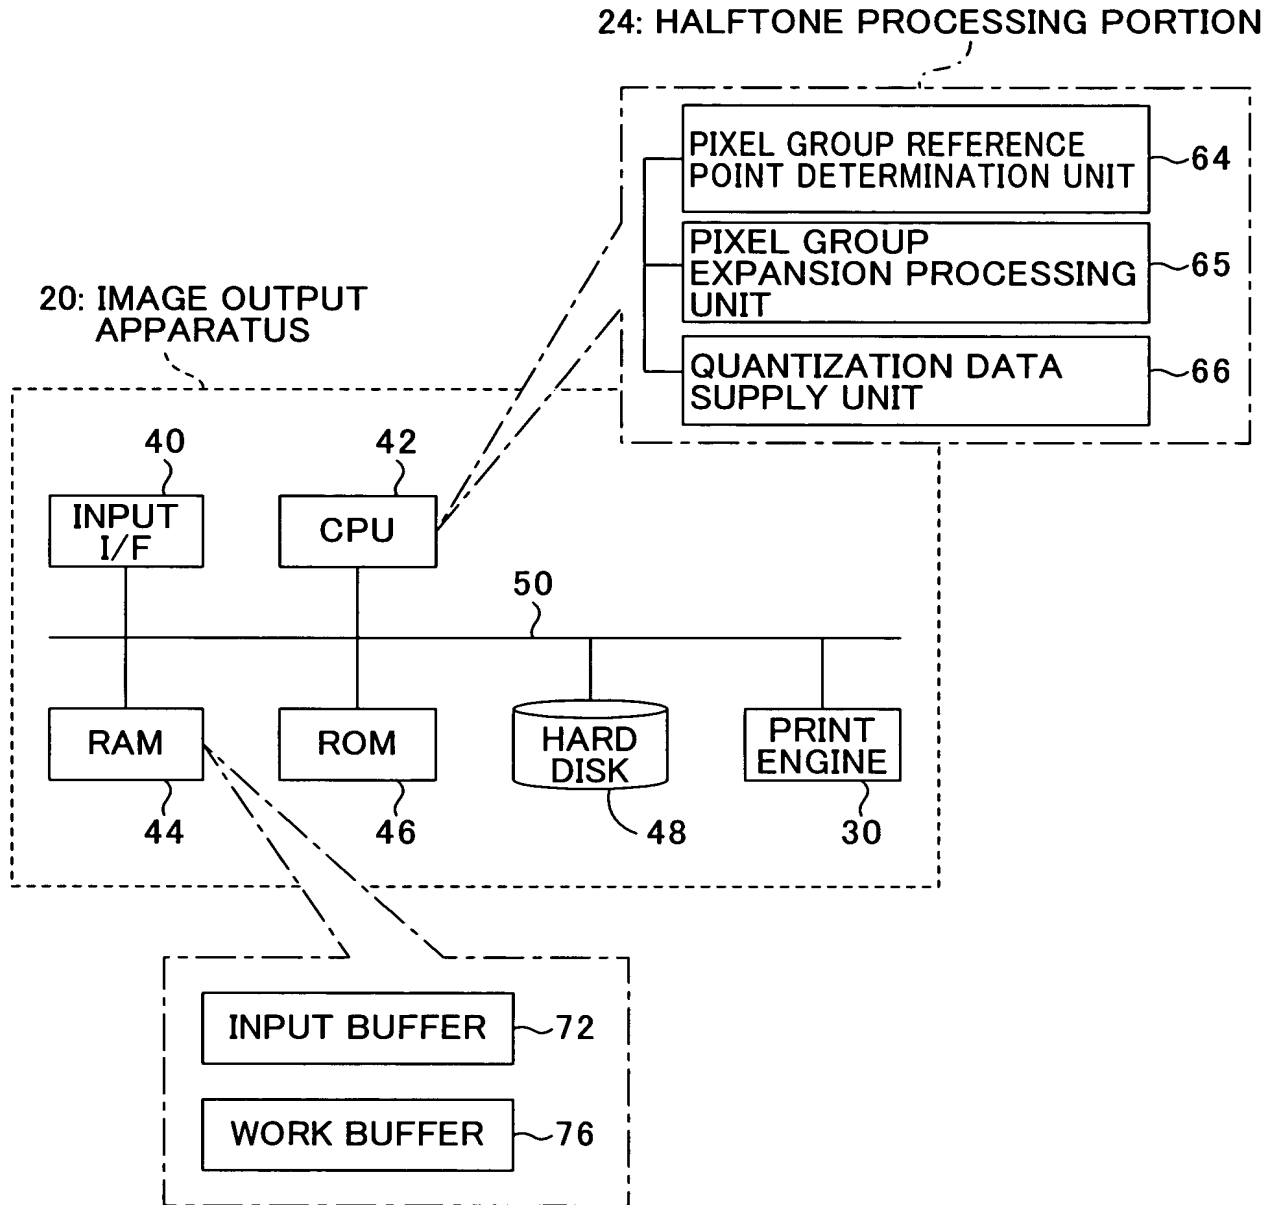 24: HALFTONE PROCESSING PORTION
PIXEL GROUP REFERENCE
POINT DETERMINATION UNIT
64
PIXEL GROUP
EXPANSION PROCESSING
UNIT
65
QUANTIZATION DATA
SUPPLY UNIT
66
20: IMAGE OUTPUT
APPARATUS
40
INPUT
I/F
42
CPU
50
RAM
44
ROM
46
HARD
DISK
48
PRINT
ENGINE
30
INPUT BUFFER
72
WORK BUFFER
76